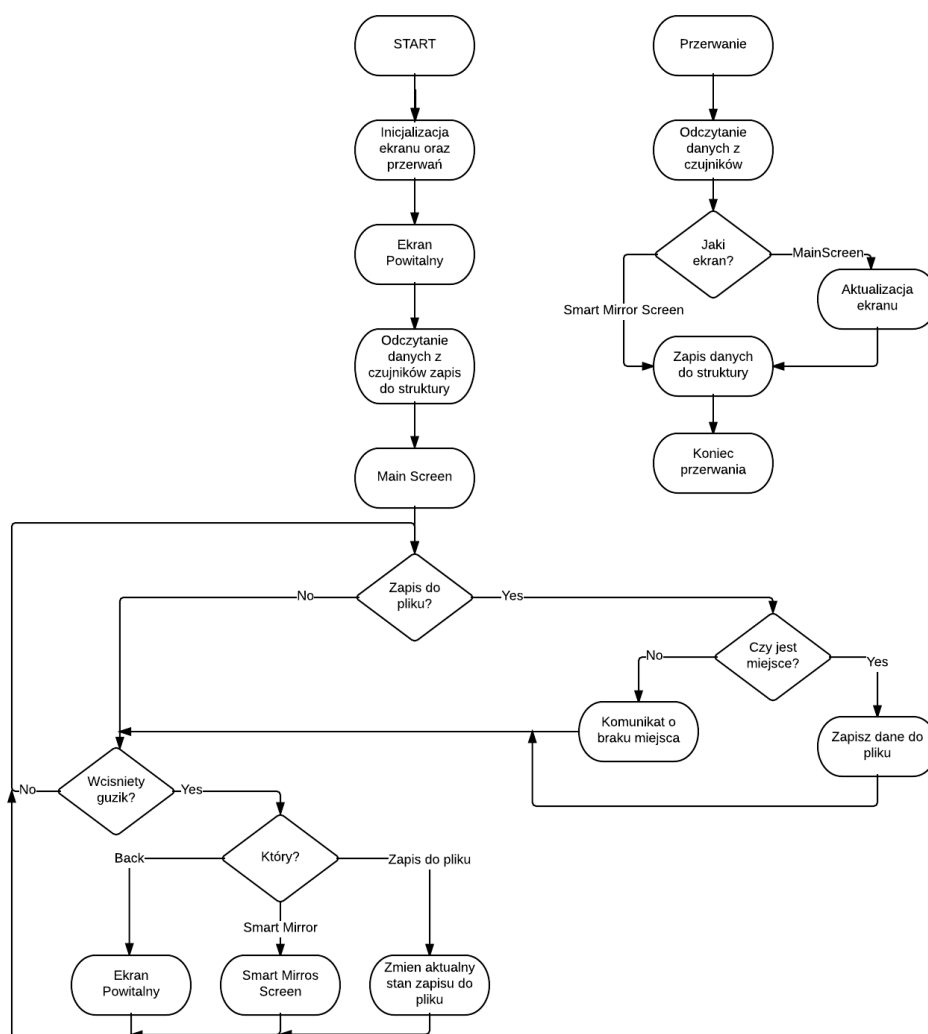 START
Inicjalizacja
ekranu oraz
przerwań
Ekran
Powitalny
Odczytanie
danych z
czujników zapis
do struktury
Main Screen
Przerwanie
Odczytanie
danych z
czujników
Jaki
ekran?
MainScreen
Aktualizacja
ekranu
Smart Mirror Screen
Zapis danych
do struktury
Koniec
przerwania
Zapis do
pliku?
No
Yes
Czy jest
miejsce?
No
Yes
Komunikat o
braku miejsca
Zapisz dane do
pliku
Wcisniety
guzik?
No
Yes
Który?
Back
Smart Mirror
Zapis do pliku
Ekran
Powitalny
Smart Mirros
Screen
Zmien aktualny
stan zapisu do
pliku